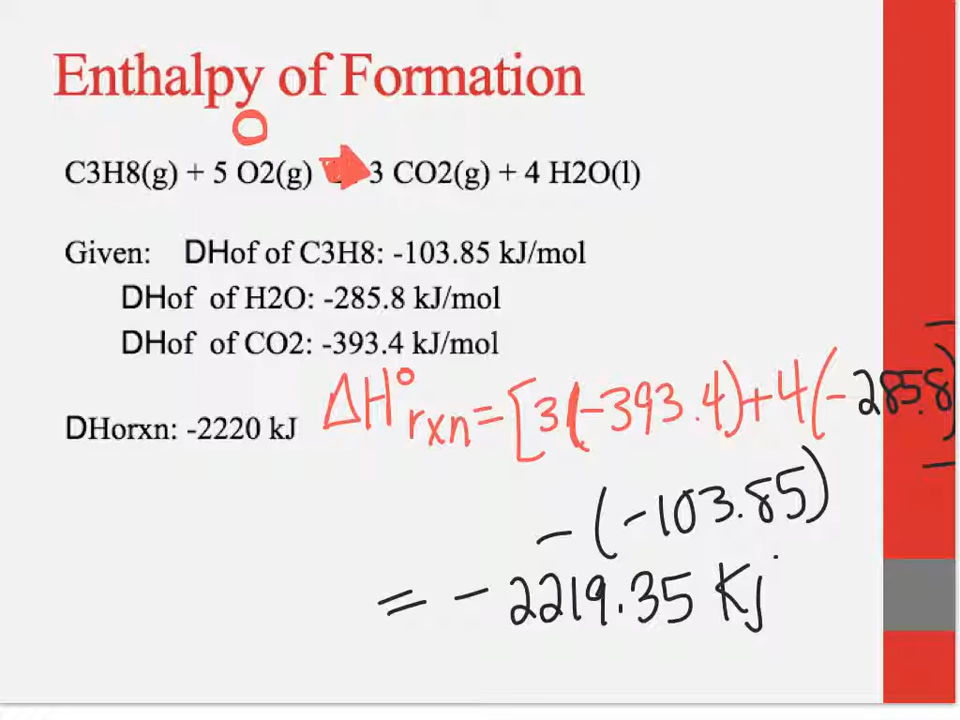 Enthalpy of Formation
O
C3H8(g) + 5 O2(g) 3 CO2(g) + 4 H2O(l)
Given: DHof of C3H8: -103.85 kJ/mol
DHof of H2O: -285.8 kJ/mol
DHof of CO2: -393.4 kJ/mol
DHorxn: -2220 kJ
ΔH°rxn = [3(-393.4)+4(-285.8)]
-(-103.85)
= -2219.35 Kj